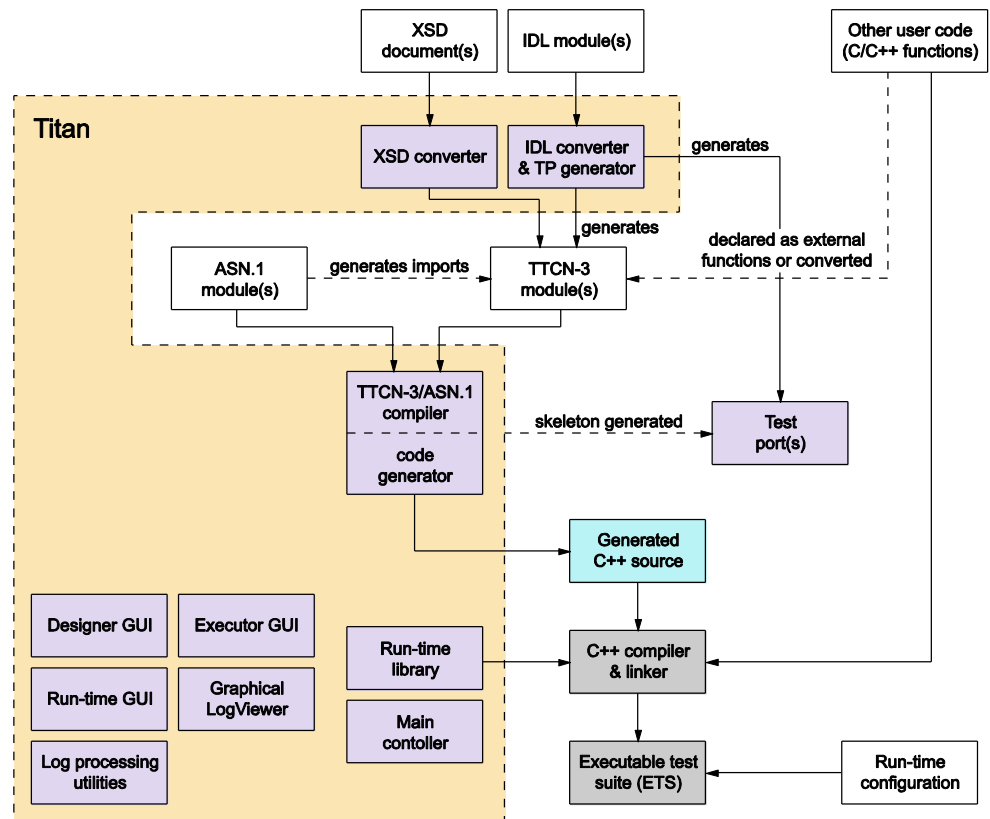 XSD
document(s)
IDL module(s)
Other user code
(C/C++ functions)
Titan
XSD converter
IDL converter
& TP generator
generates
generates
declared as external
functions or converted
ASN.1
module(s)
generates imports
TTCN-3
module(s)
TTCN-3/ASN.1
compiler
code
generator
skeleton generated
Test
port(s)
Generated
C++ source
Designer GUI
Executor GUI
Run-time
library
C++ compiler
& linker
Run-time GUI
Graphical
LogViewer
Main
contoller
Log processing
utilities
Executable test
suite (ETS)
Run-time
configuration